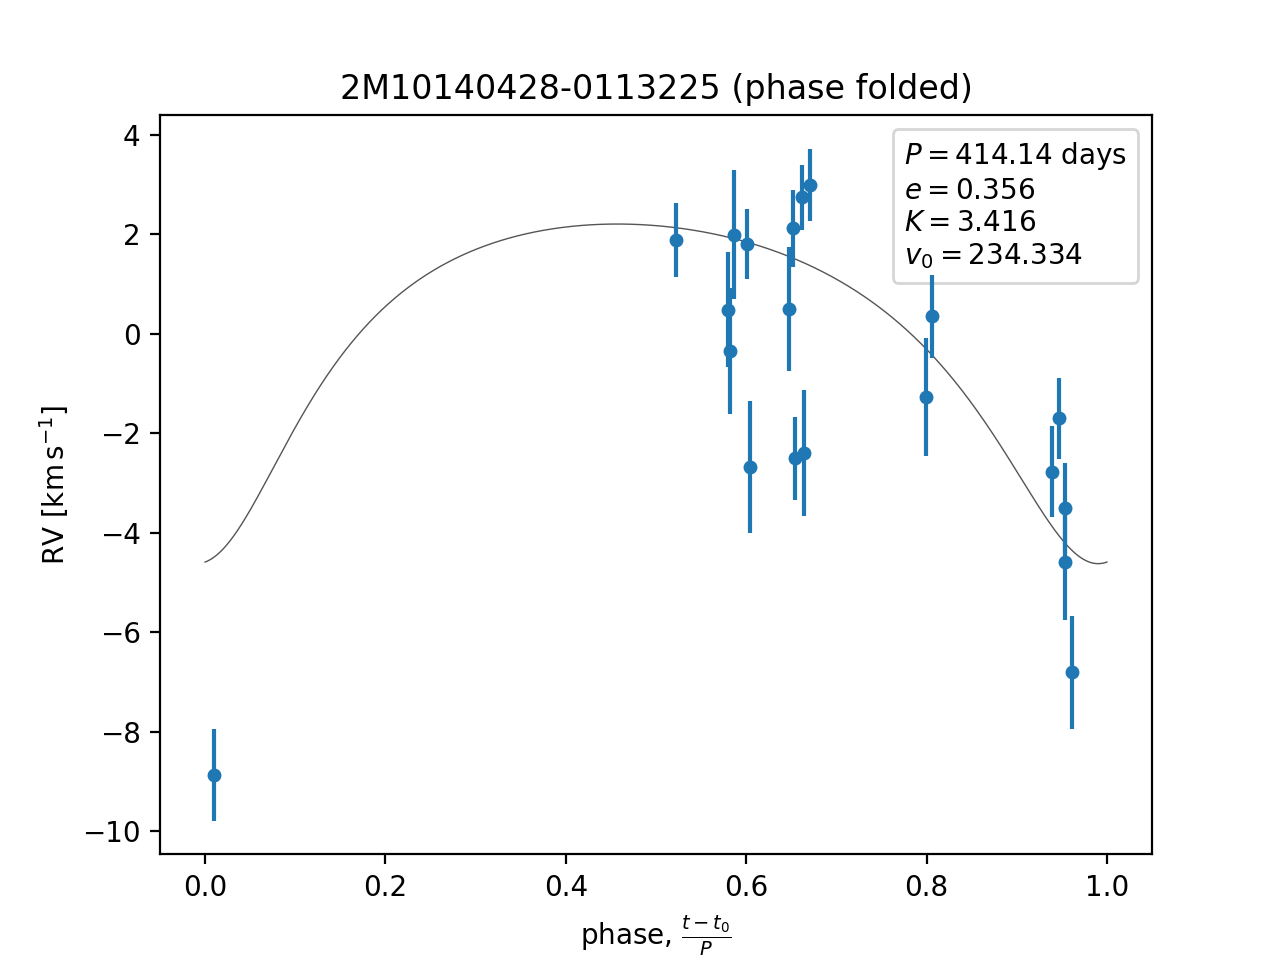 2M10140428-0113225 (phase folded)
P = 414.14 days
e = 0.356
K = 3.416
v₀ = 234.334
RV [km s⁻¹]
4
2
0
−2
−4
−6
−8
−10
0.0 0.2 0.4 0.6 0.8 1.0
phase, (t − t₀)/P